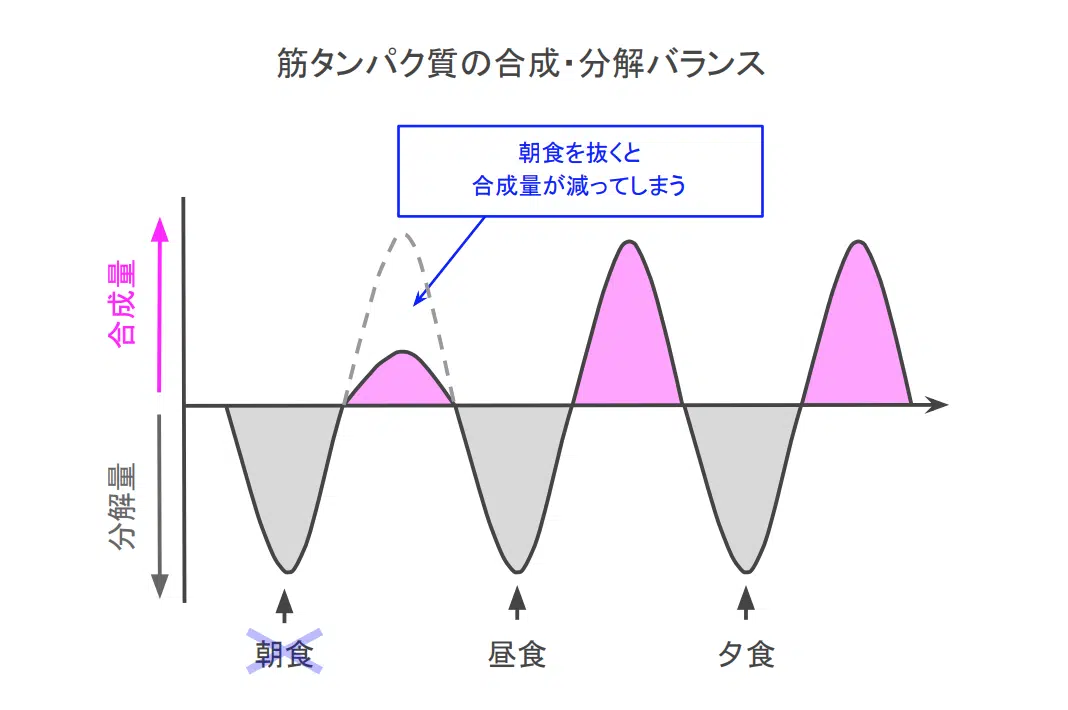 筋タンパク質の合成・分解バランス
朝食を抜くと
合成量が減ってしまう
合成量
分解量
朝食
昼食
夕食